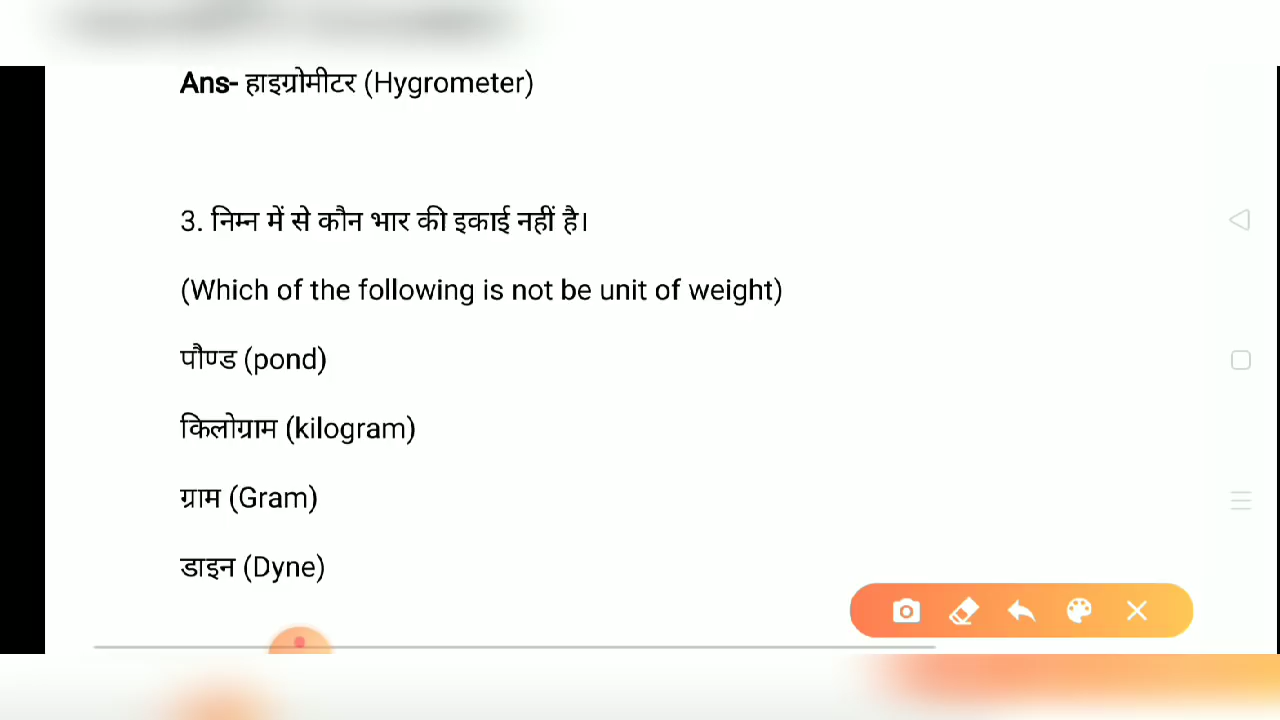 Ans- हाइग्रोमीटर (Hygrometer)
3. निम्न में से कौन भार की इकाई नहीं है।
(Which of the following is not be unit of weight)
पौण्ड (pond)
किलोग्राम (kilogram)
ग्राम (Gram)
डाइन (Dyne)